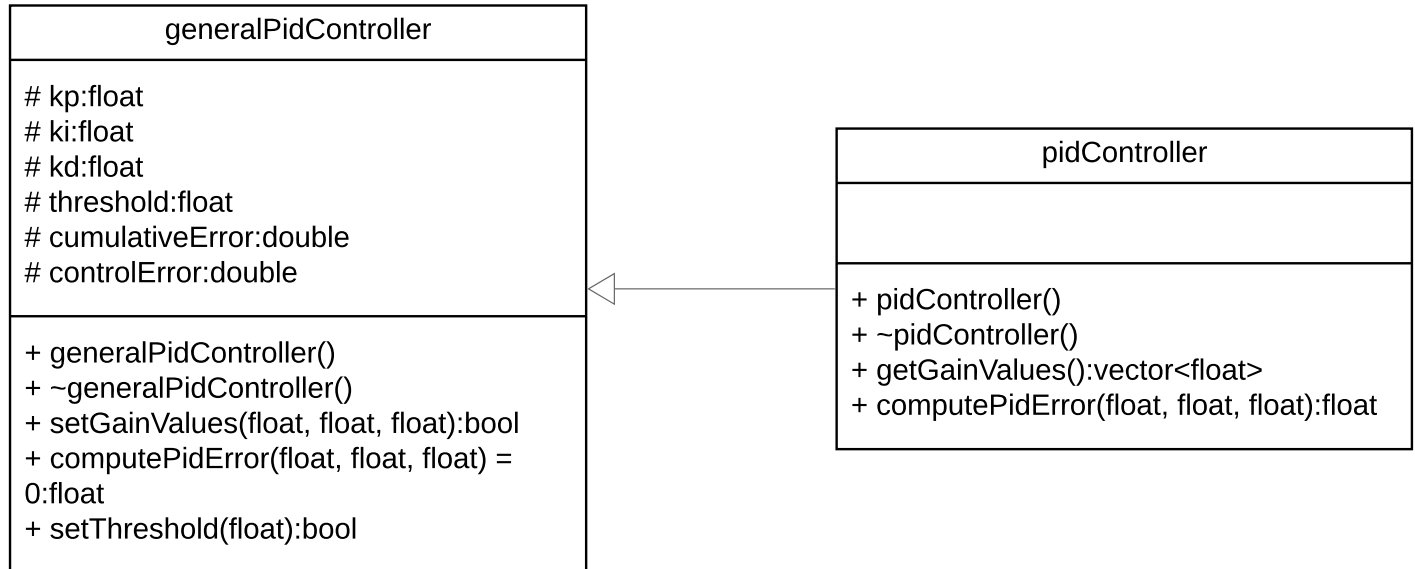 generalPidController
# kp:float
# ki:float
# kd:float
# threshold:float
# cumulativeError:double
# controlError:double
+ generalPidController()
+ ~generalPidController()
+ setGainValues(float, float, float):bool
+ computePidError(float, float, float) =
0:float
+ setThreshold(float):bool
pidController
+ pidController()
+ ~pidController()
+ getGainValues():vector<float>
+ computePidError(float, float, float):float